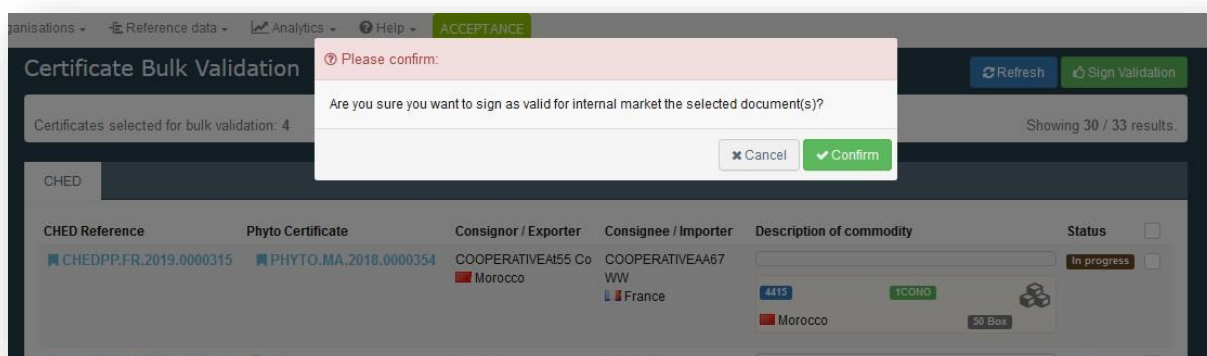 ganisations Reference data Analytics Help ACCEPTANCE
Certificate Bulk Validation
Please confirm:
Refresh Sign Validation
Are you sure you want to sign as valid for internal market the selected document(s)?
Certificates selected for bulk validation: 4
Showing 30 / 33 results.
Cancel Confirm
CHED
CHED Reference Phyto Certificate Consignor / Exporter Consignee / Importer Description of commodity Status
CHEDPP.FR.2019.0000315 PHYTO.MA.2018.0000354 COOPERATIVEAt55 Co COOPERATIVEAA67 In progress
Morocco WW
France
4415 1CONO
Morocco 50 Box